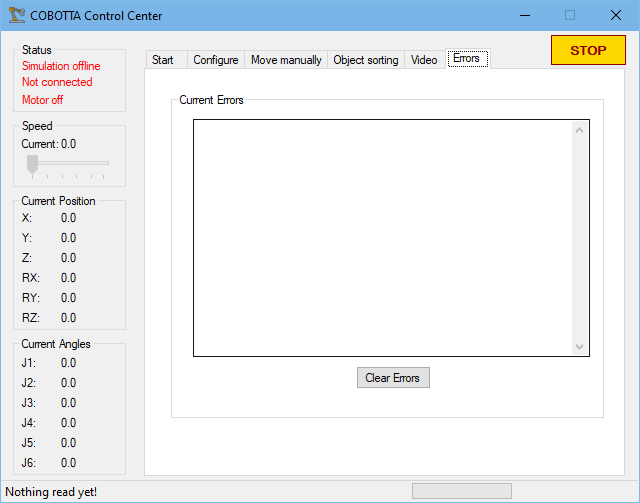 COBOTTA Control Center
Status
Simulation offline
Not connected
Motor off
Start Configure Move manually Object sorting Video Errors
STOP
Speed
Current: 0.0
Current Errors
Current Position
X: 0.0
Y: 0.0
Z: 0.0
RX: 0.0
RY: 0.0
RZ: 0.0
Current Angles
J1: 0.0
J2: 0.0
J3: 0.0
J4: 0.0
J5: 0.0
J6: 0.0
Clear Errors
Nothing read yet!